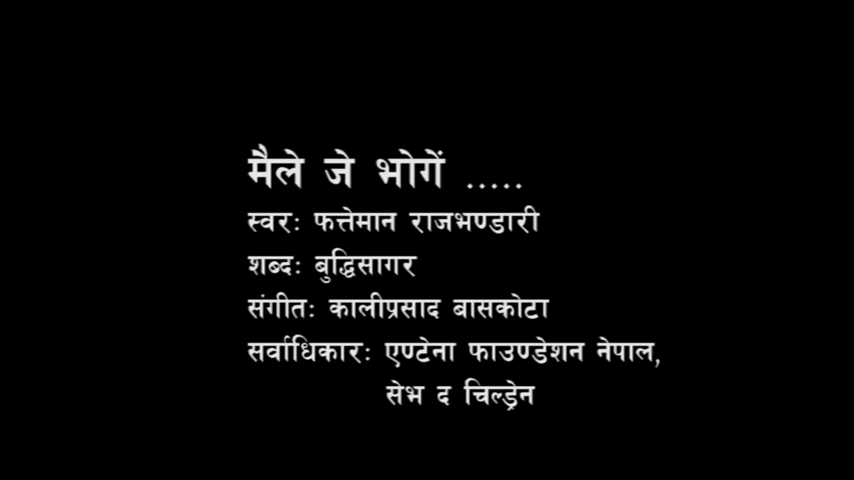 मैले जे भोगें .....
स्वरः फत्तेमान राजभण्डारी
शब्दः बुद्धिसागर
संगीतः कालीप्रसाद बासकोटा
सर्वाधिकारः एण्टेना फाउण्डेशन नेपाल,
सेभ द चिल्ड्रेन